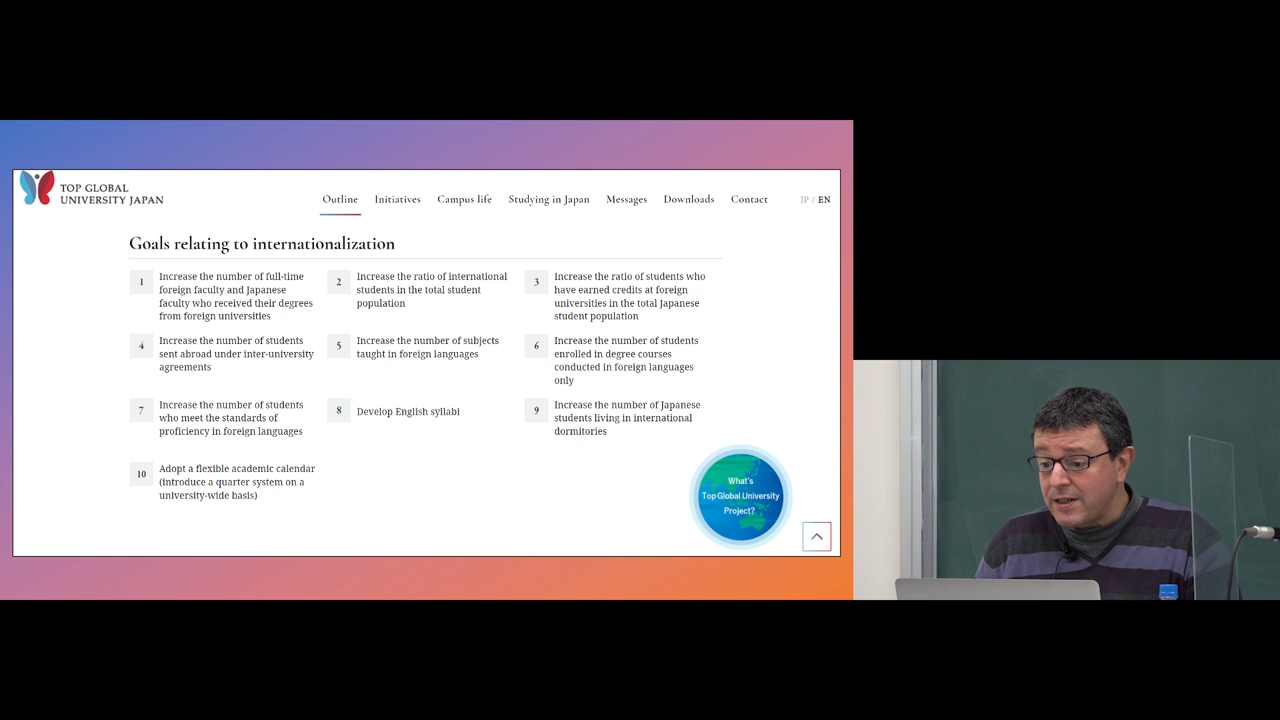 TOP GLOBAL
UNIVERSITY JAPAN
Outline
Initiatives
Campus life
Studying in Japan
Messages
Downloads
Contact
JP / EN
Goals relating to internationalization
1
Increase the number of full-time
foreign faculty and Japanese
faculty who received their degrees
from foreign universities
2
Increase the ratio of international
students in the total student
population
3
Increase the ratio of students who
have earned credits at foreign
universities in the total Japanese
student population
4
Increase the number of students
sent abroad under inter-university
agreements
5
Increase the number of subjects
taught in foreign languages
6
Increase the number of students
enrolled in degree courses
conducted in foreign languages
only
7
Increase the number of students
who meet the standards of
proficiency in foreign languages
8
Develop English syllabi
9
Increase the number of Japanese
students living in international
dormitories
10
Adopt a flexible academic calendar
(introduce a quarter system on a
university-wide basis)
What's
Top Global University
Project?